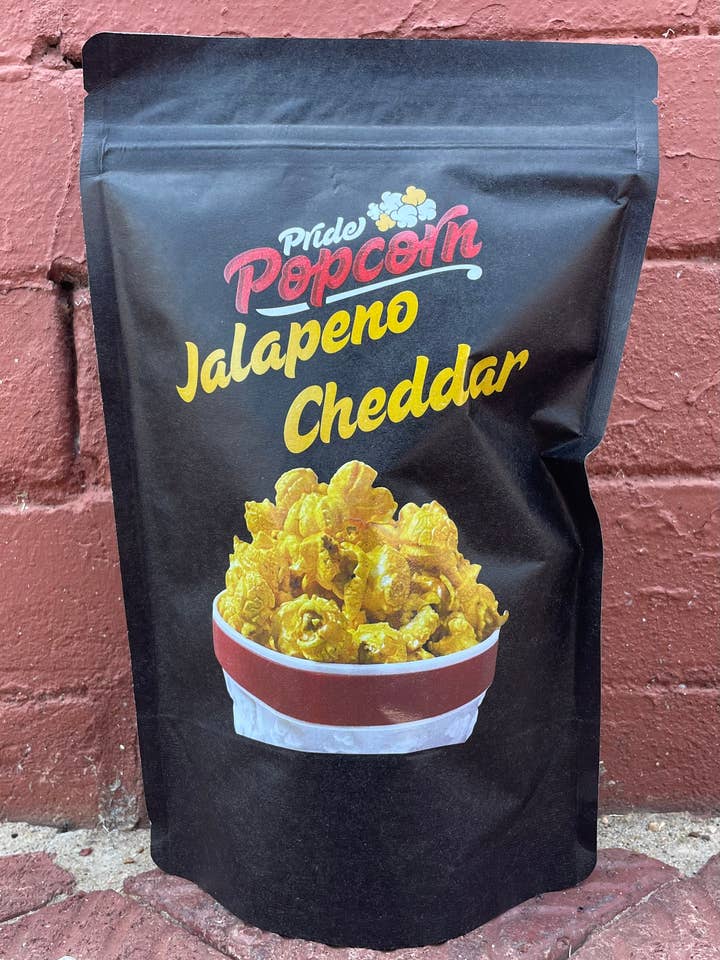 Pride
Popcorn
Jalapeno
Cheddar